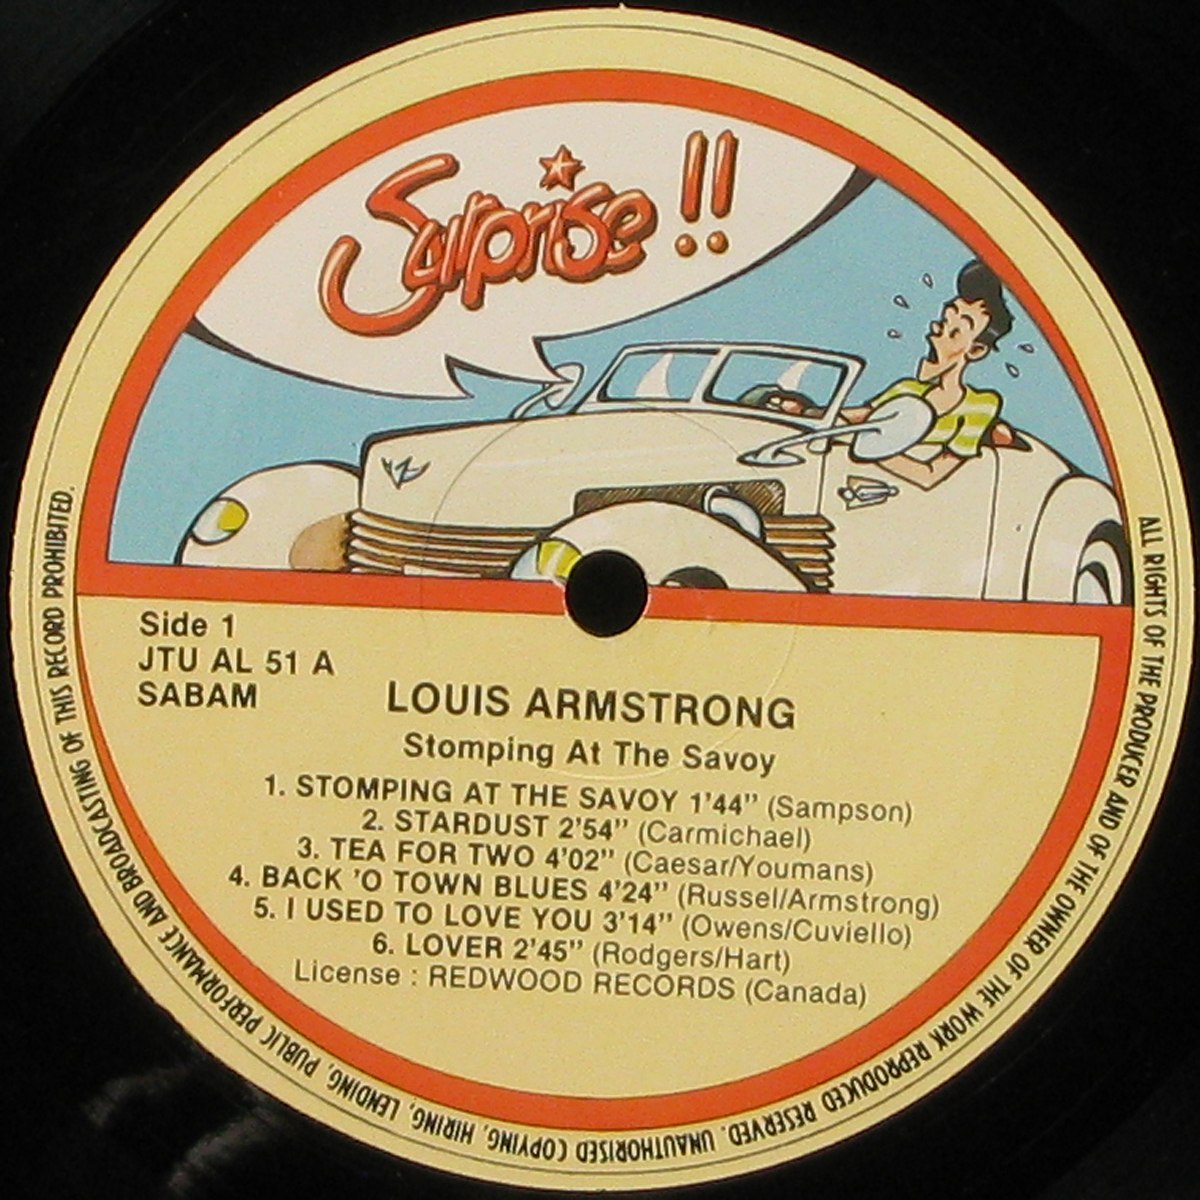 Surprise !!
Side 1
JTU AL 51 A
SABAM
LOUIS ARMSTRONG
Stomping At The Savoy
1. STOMPING AT THE SAVOY 1'44" (Sampson)
2. STARDUST 2'54" (Carmichael)
3. TEA FOR TWO 4'02" (Caesar/Youmans)
4. BACK 'O TOWN BLUES 4'24" (Russel/Armstrong)
5. I USED TO LOVE YOU 3'14" (Owens/Cuviello)
6. LOVER 2'45" (Rodgers/Hart)
License : REDWOOD RECORDS (Canada)
ALL RIGHTS OF THE PRODUCER AND OF THE OWNER OF THE WORK REPRODUCED RESERVED. UNAUTHORISED COPYING, HIRING, LENDING, PUBLIC PERFORMANCE AND BROADCASTING OF THIS RECORD PROHIBITED.